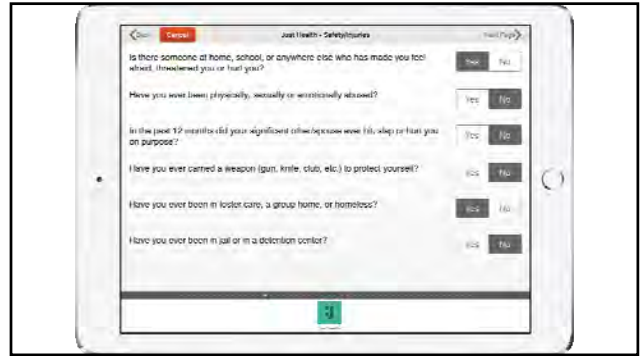 Back Cancel Just Health - Safety/Injuries Next Page
Is there someone at home, school, or anywhere else who has made you feel
afraid, threatened you or hurt you?
Yes No
Have you ever been physically, sexually or emotionally abused?
Yes No
In the past 12 months did your significant other/spouse ever hit, slap or hurt you
on purpose?
Yes No
Have you ever carried a weapon (gun, knife, club, etc.) to protect yourself?
Yes No
Have you ever been in foster care, a group home, or homeless?
Yes No
Have you ever been in jail or in a detention center?
Yes No